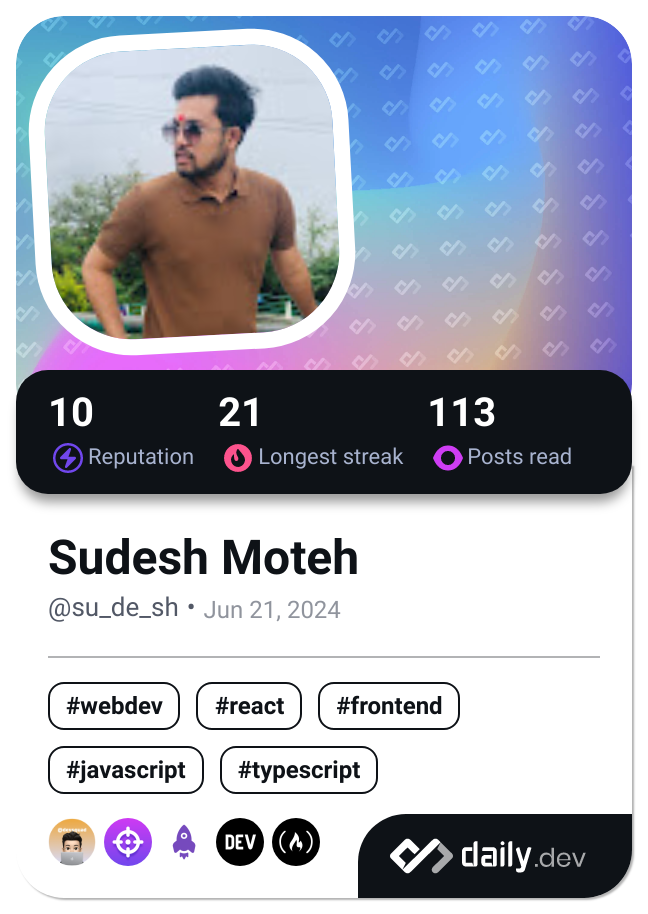 10 21 113
Reputation Longest streak Posts read
Sudesh Moteh
@su_de_sh • Jun 21, 2024
#webdev #react #frontend
#javascript #typescript
DEV
daily.dev